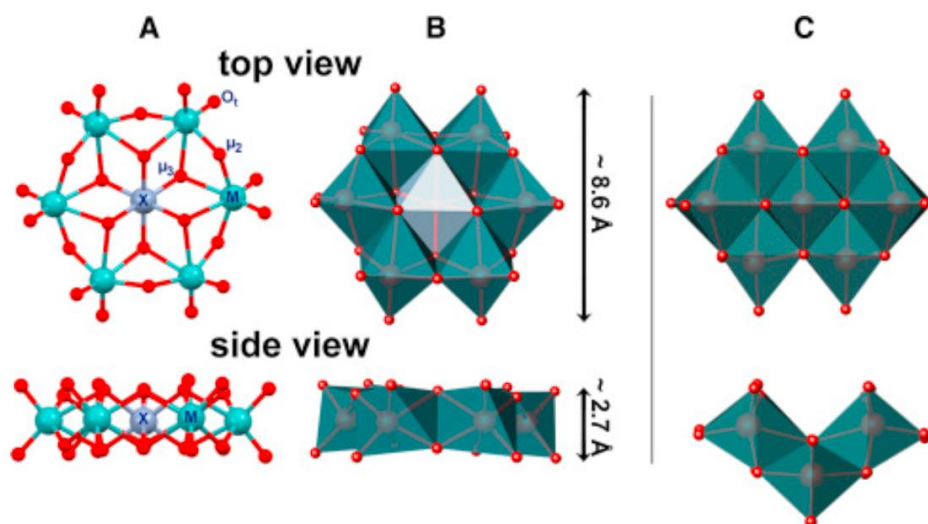 A B C
top view
Ot
μ2
μ3
X M
~ 8.6 Å
side view
X M
~ 2.7 Å